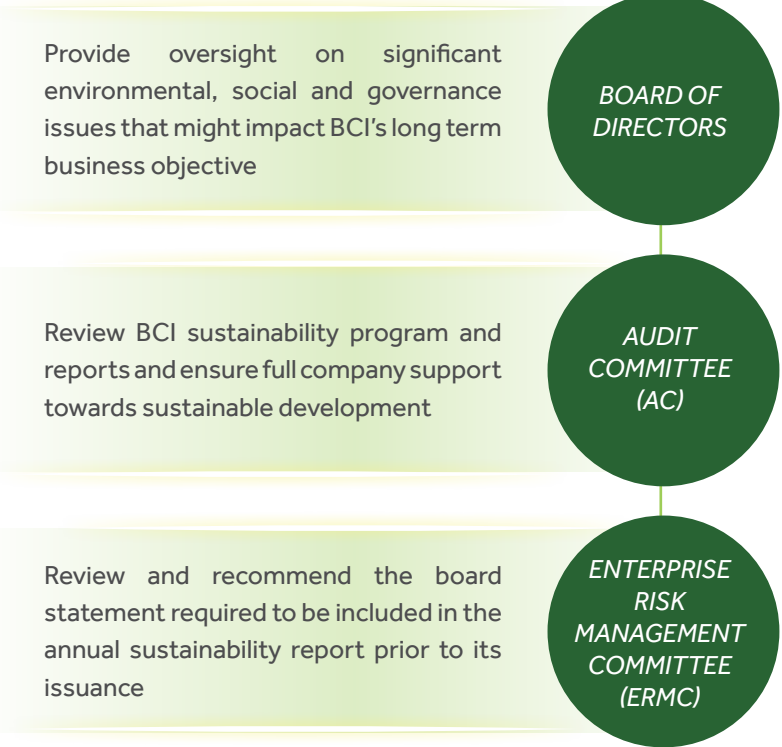 Provide oversight on significant
environmental, social and governance
issues that might impact BCI's long term
business objective
BOARD OF
DIRECTORS
Review BCI sustainability program and
reports and ensure full company support
towards sustainable development
AUDIT
COMMITTEE
(AC)
Review and recommend the board
statement required to be included in the
annual sustainability report prior to its
issuance
ENTERPRISE
RISK
MANAGEMENT
COMMITTEE
(ERMC)